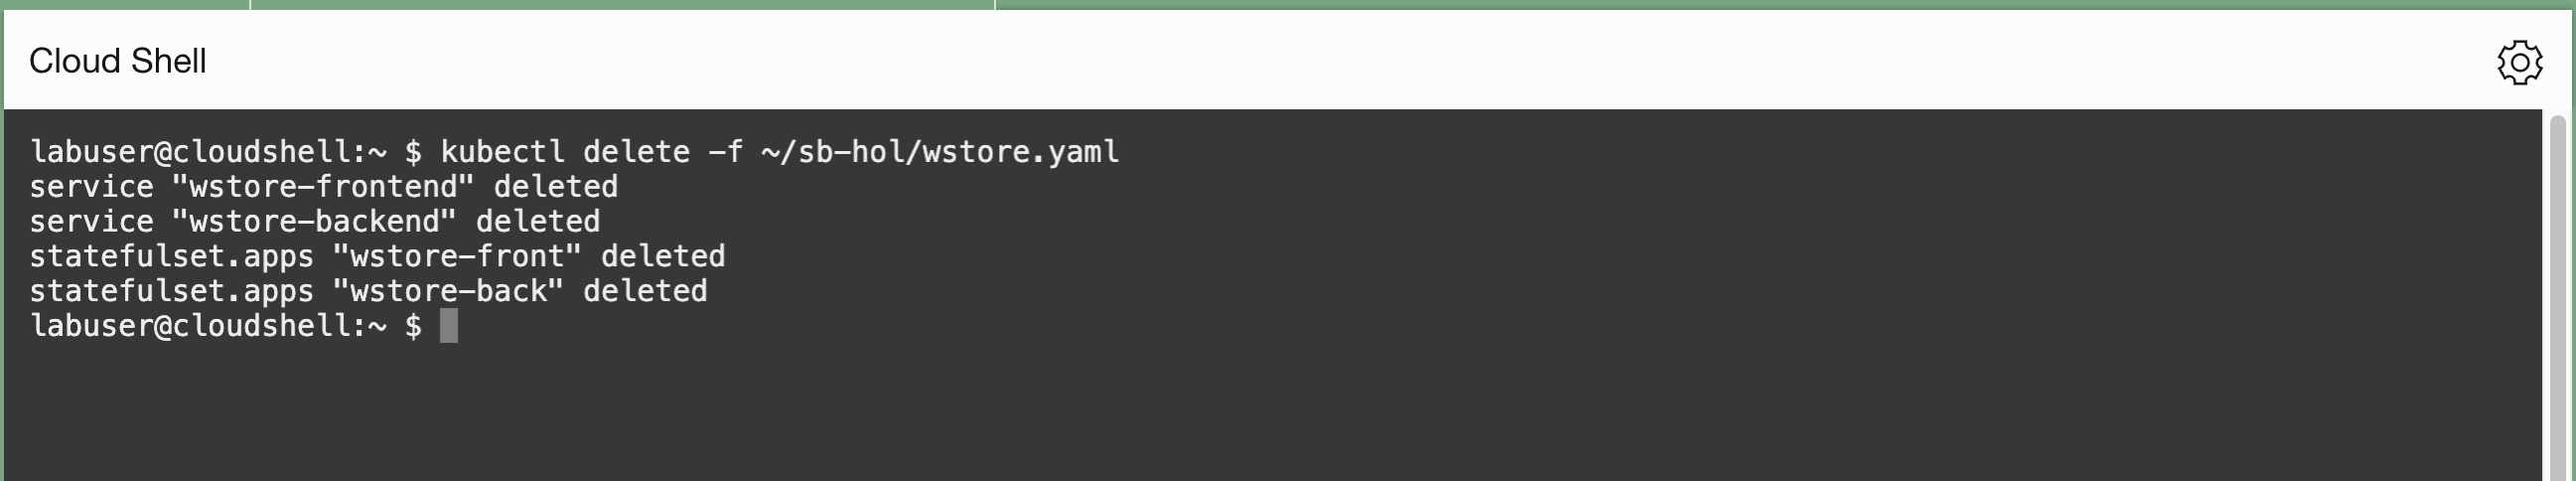 Cloud Shell
labuser@cloudshell:~ $ kubectl delete -f ~/sb-hol/wstore.yaml
service "wstore-frontend" deleted
service "wstore-backend" deleted
statefulset.apps "wstore-front" deleted
statefulset.apps "wstore-back" deleted
labuser@cloudshell:~ $